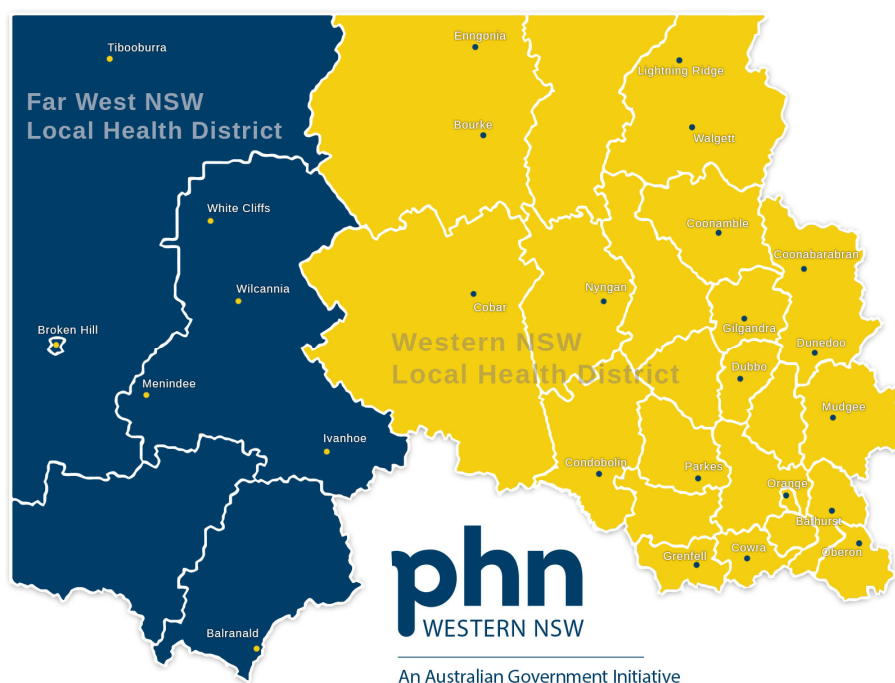 Tibooburra
Enngonia
Lightning Ridge
Far West NSW
Local Health District
Bourke
Walgett
White Cliffs
Coonamble
Coonabarabran
Wilcannia
Nyngan
Cobar
Gilgandra
Broken Hill
Western NSW
Local Health District
Dunedoo
Dubbo
Menindee
Mudgee
Ivanhoe
Condobolin
Parkes
Orange
Bathurst
Grenfell
Cowra
Oberon
phn
WESTERN NSW
Balranald
An Australian Government Initiative